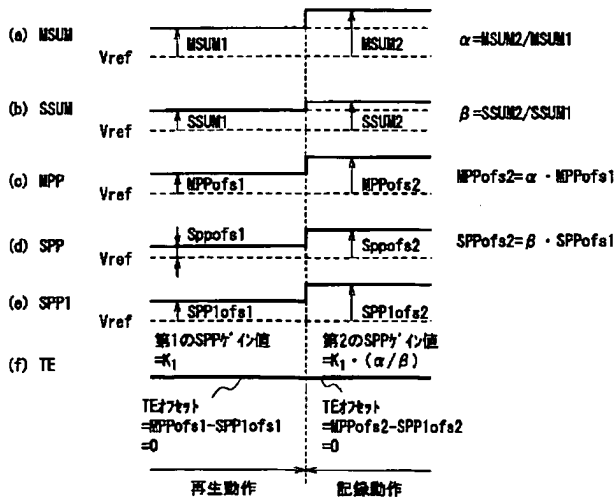 (a) MSUM
Vref
MSUM1
MSUM2
α=MSUM2/MSUM1
(b) SSUM
Vref
SSUM1
SSUM2
β=SSUM2/SSUM1
(c) MPP
Vref
MPPofs1
MPPofs2
MPPofs2=α・MPPofs1
(d) SPP
Vref
Sppofs1
Sppofs2
SPPofs2=β・SPPofs1
(e) SPP1
Vref
SPP1ofs1
SPP1ofs2
第1のSPPゲイン値
=K₁
第2のSPPゲイン値
=K₁・(α/β)
(f) TE
TEオフセット
=MPPofs1-SPP1ofs1
=0
TEオフセット
=MPPofs2-SPP1ofs2
=0
再生動作
記録動作